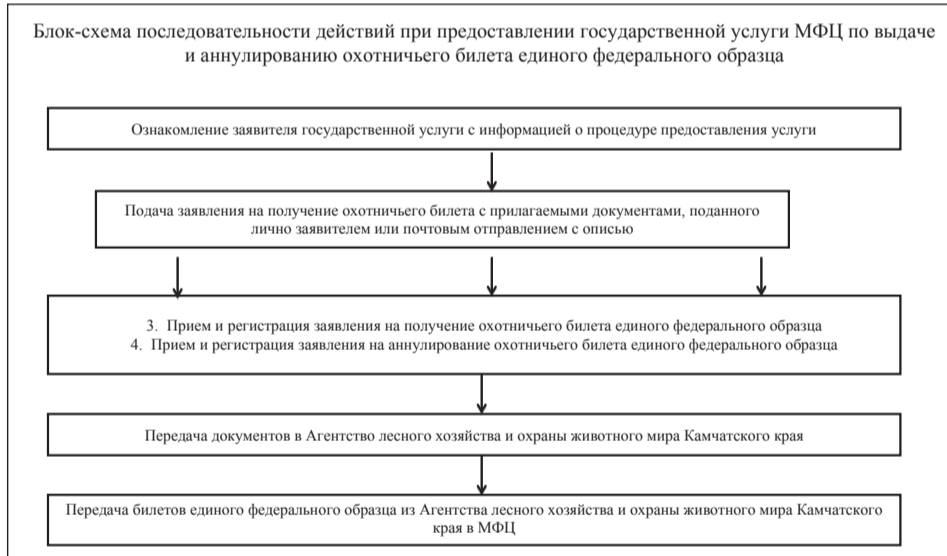 Блок-схема последовательности действий при предоставлении государственной услуги МФЦ по выдаче
и аннулированию охотничьего билета единого федерального образца
Ознакомление заявителя государственной услуги с информацией о процедуре предоставления услуги
Подача заявления на получение охотничьего билета с прилагаемыми документами, поданного
лично заявителем или почтовым отправлением с описью
3. Прием и регистрация заявления на получение охотничьего билета единого федерального образца
4. Прием и регистрация заявления на аннулирование охотничьего билета единого федерального образца
Передача документов в Агентство лесного хозяйства и охраны животного мира Камчатского края
Передача билетов единого федерального образца из Агентства лесного хозяйства и охраны животного мира Камчатского
края в МФЦ